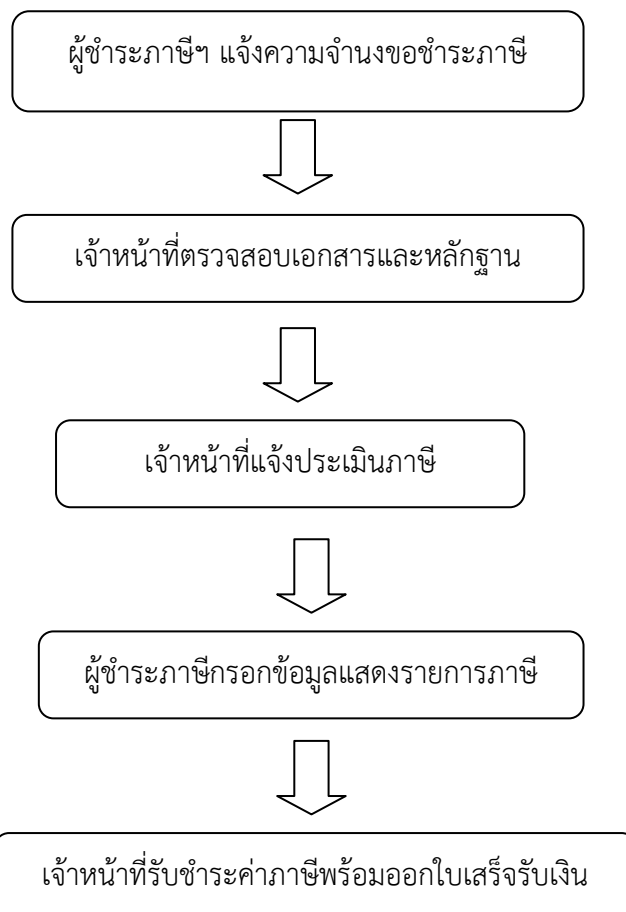 ผู้ชำระภาษีฯ แจ้งความจำนงขอชำระภาษี
เจ้าหน้าที่ตรวจสอบเอกสารและหลักฐาน
เจ้าหน้าที่แจ้งประเมินภาษี
ผู้ชำระภาษีกรอกข้อมูลแสดงรายการภาษี
เจ้าหน้าที่รับชำระค่าภาษีพร้อมออกใบเสร็จรับเงิน